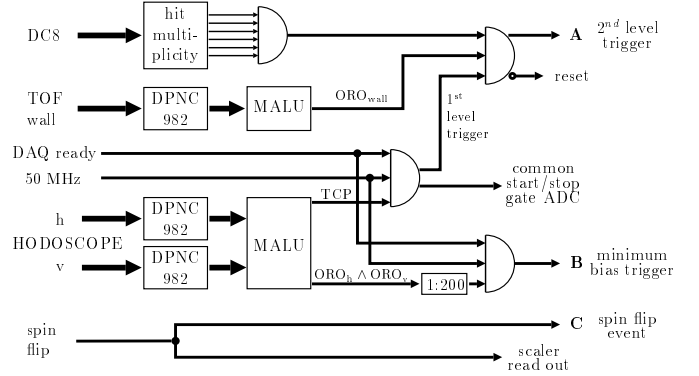 DC8
hit
multi-
plicity
A
2nd level
trigger
reset
TOF
wall
DPNC
982
MALU
OROwall
1st
level
trigger
DAQ ready
50 MHz
TCP
common
start/stop
gate ADC
h
DPNC
982
HODOSCOPE
MALU
v
DPNC
982
OROh ∧ OROv
1:200
B
minimum
bias trigger
spin
flip
C
spin flip
event
scaler
read out